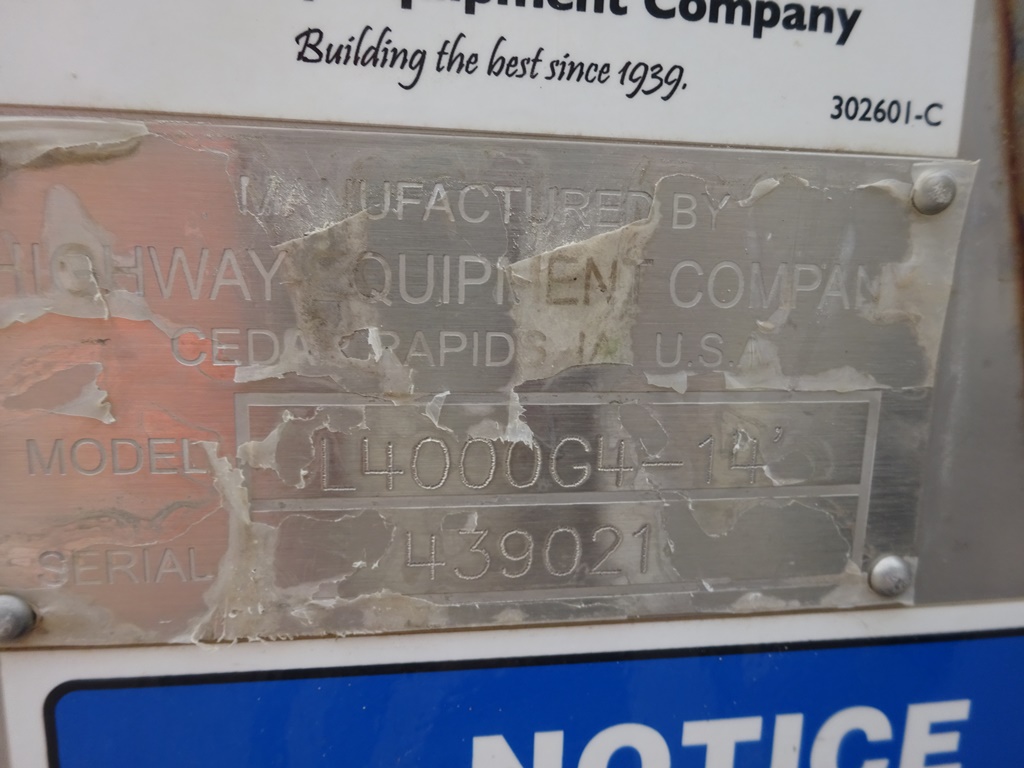 Equipment Company
Building the best since 1939.
302601-C
MANUFACTURED BY
HIGHWAY EQUIPMENT COMPANY
CEDAR RAPIDS, IA U.S.A.
MODEL L4000G4-14'
SERIAL 439021
NOTICE